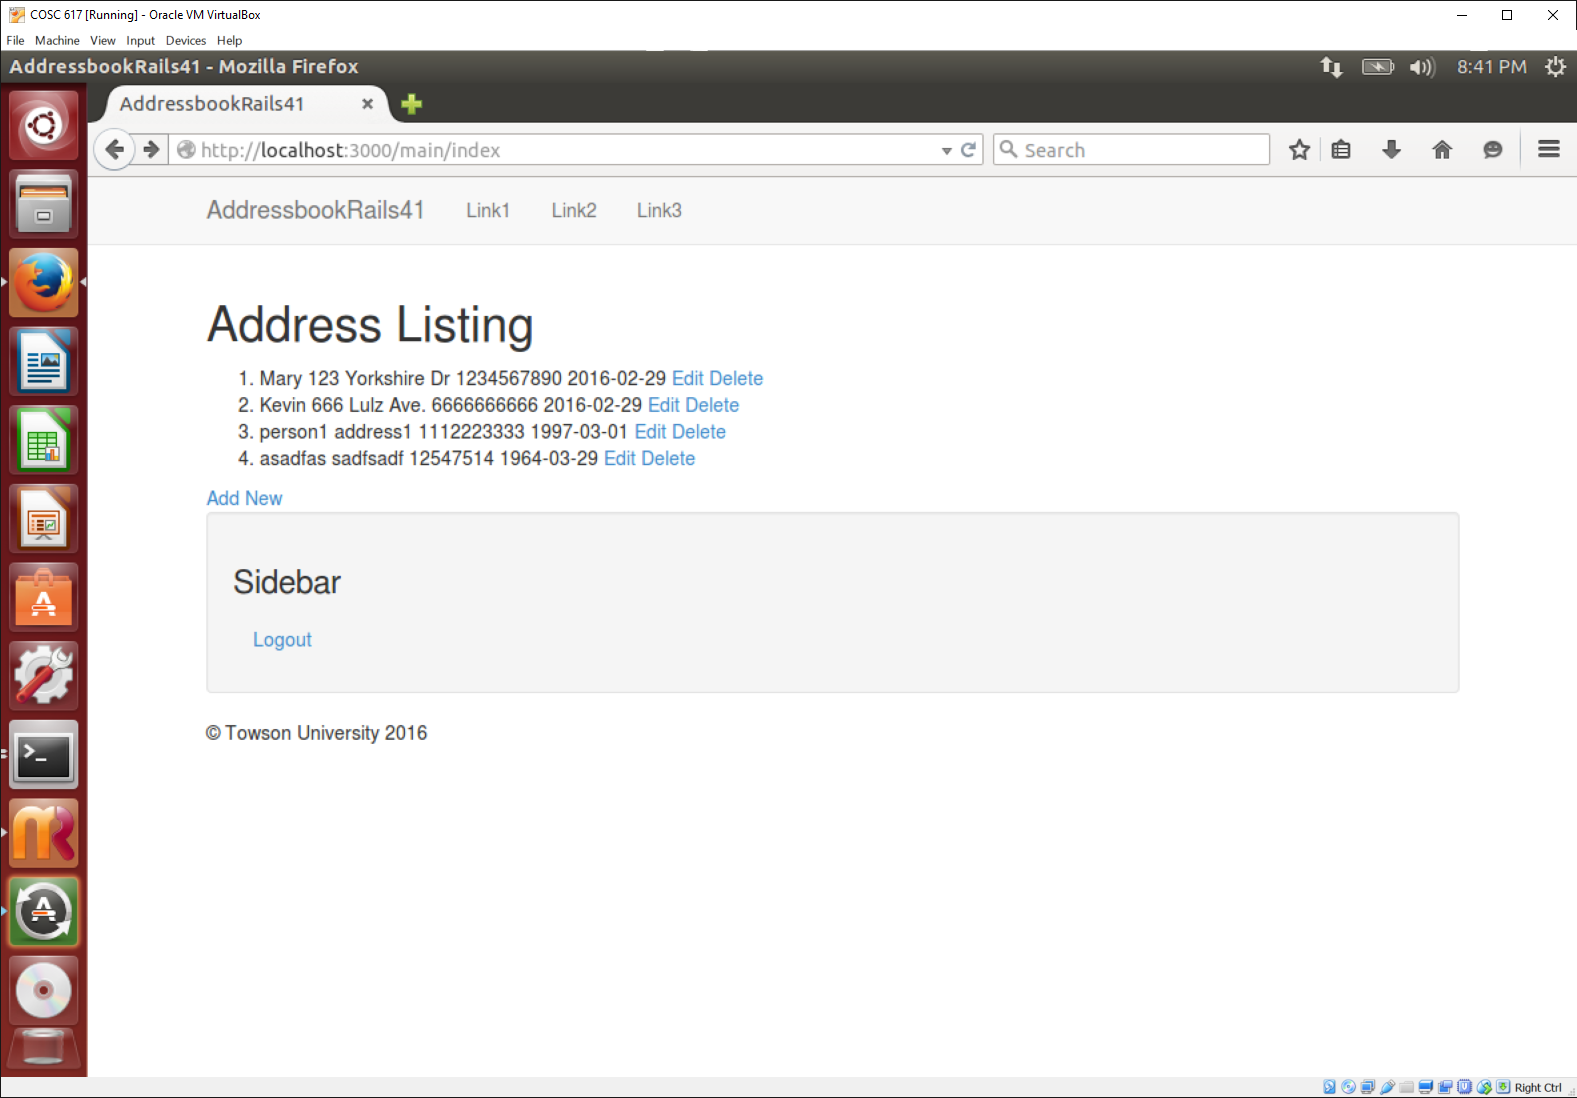 COSC 617 [Running] - Oracle VM VirtualBox
File Machine View Input Devices Help
AddressbookRails41 - Mozilla Firefox
8:41 PM
AddressbookRails41
http://localhost:3000/main/index
Search
AddressbookRails41 Link1 Link2 Link3
Address Listing
1. Mary 123 Yorkshire Dr 1234567890 2016-02-29 Edit Delete
2. Kevin 666 Lulz Ave. 6666666666 2016-02-29 Edit Delete
3. person1 address1 1112223333 1997-03-01 Edit Delete
4. asadfas sadfsadf 12547514 1964-03-29 Edit Delete
Add New
Sidebar
Logout
© Towson University 2016
Right Ctrl